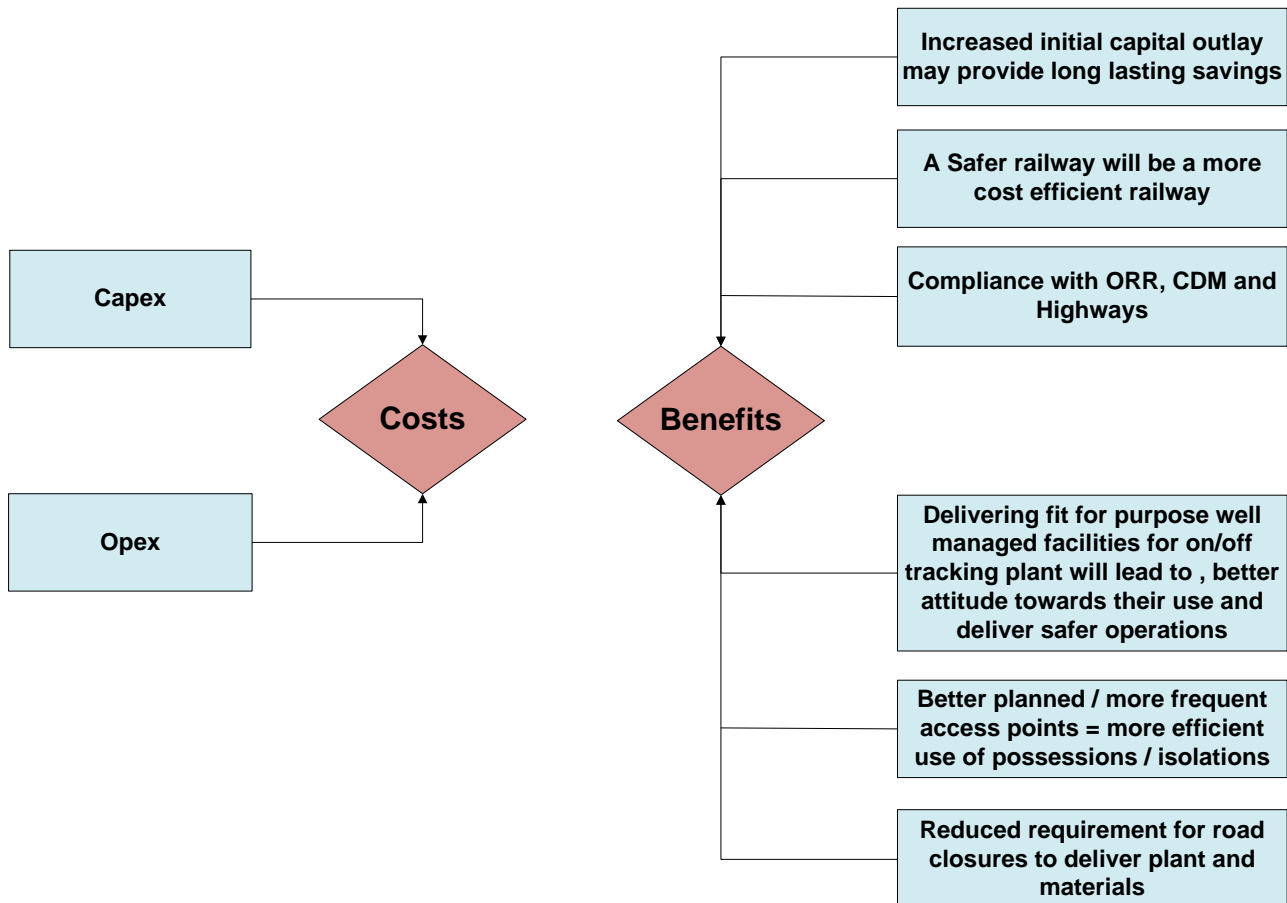 Capex
Opex
Costs
Benefits
Increased initial capital outlay
may provide long lasting savings
A Safer railway will be a more
cost efficient railway
Compliance with ORR, CDM and
Highways
Delivering fit for purpose well
managed facilities for on/off
tracking plant will lead to , better
attitude towards their use and
deliver safer operations
Better planned / more frequent
access points = more efficient
use of possessions / isolations
Reduced requirement for road
closures to deliver plant and
materials